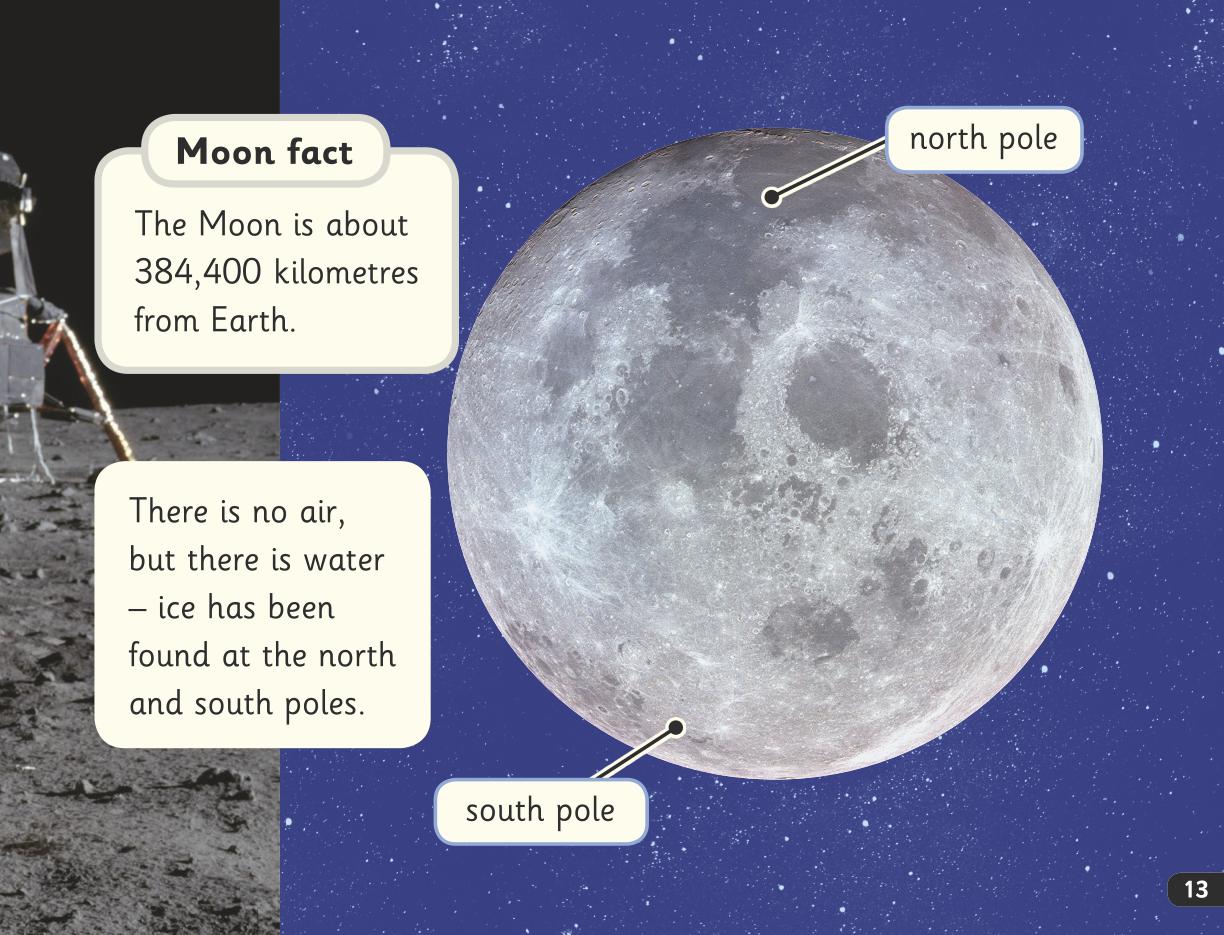 Moon fact
The Moon is about
384,400 kilometres
from Earth.
There is no air,
but there is water
– ice has been
found at the north
and south poles.
north pole
south pole
13